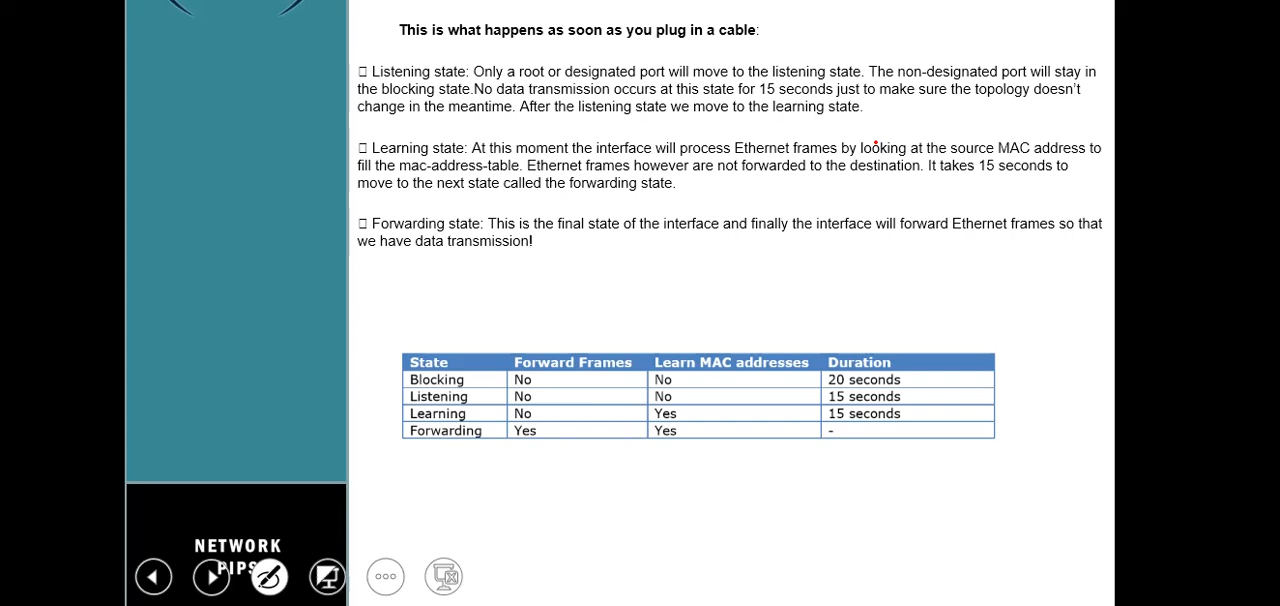 This is what happens as soon as you plug in a cable:
Listening state: Only a root or designated port will move to the listening state. The non-designated port will stay in
the blocking state.No data transmission occurs at this state for 15 seconds just to make sure the topology doesn't
change in the meantime. After the listening state we move to the learning state.
Learning state: At this moment the interface will process Ethernet frames by looking at the source MAC address to
fill the mac-address-table. Ethernet frames however are not forwarded to the destination. It takes 15 seconds to
move to the next state called the forwarding state.
Forwarding state: This is the final state of the interface and finally the interface will forward Ethernet frames so that
we have data transmission!
State Forward Frames Learn MAC addresses Duration
Blocking No No 20 seconds
Listening No No 15 seconds
Learning No Yes 15 seconds
Forwarding Yes Yes -
NETWORK
PIPS